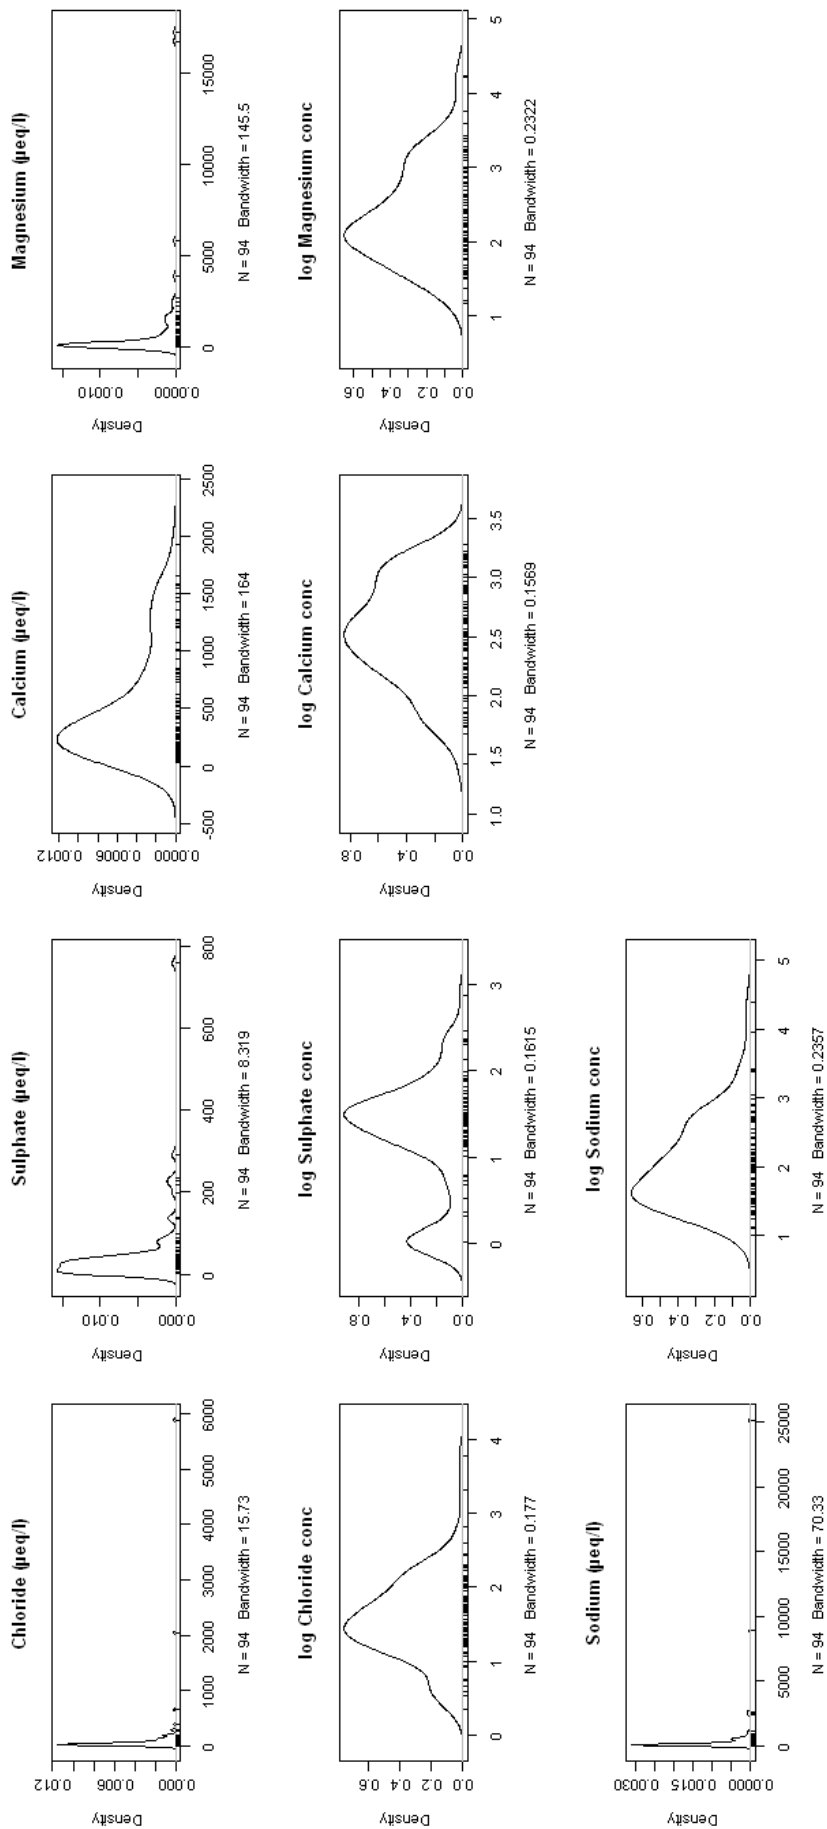 Chloride (µeq/l)
Density
0.000 0.006 0.012
0 1000 2000 3000 4000 5000 6000
N = 94 Bandwidth = 15.73
Sulphate (µeq/l)
Density
0.000 0.010
0 200 400 600 800
N = 94 Bandwidth = 8.319
Calcium (µeq/l)
Density
0.0000 0.0006 0.0012
-500 0 500 1000 1500 2000 2500
N = 94 Bandwidth = 164
Magnesium (µeq/l)
Density
0.0000 0.0010
0 5000 10000 15000
N = 94 Bandwidth = 145.5
log Chloride conc
Density
0.0 0.2 0.4 0.6
0 1 2 3 4
N = 94 Bandwidth = 0.177
log Sulphate conc
Density
0.0 0.4 0.8
0 1 2 3
N = 94 Bandwidth = 0.1615
log Calcium conc
Density
0.0 0.4 0.8
1.0 1.5 2.0 2.5 3.0 3.5
N = 94 Bandwidth = 0.1569
log Magnesium conc
Density
0.0 0.2 0.4 0.6
1 2 3 4 5
N = 94 Bandwidth = 0.2322
Sodium (µeq/l)
Density
0.0000 0.0015 0.0030
0 5000 10000 15000 20000 25000
N = 94 Bandwidth = 70.33
log Sodium conc
Density
0.0 0.2 0.4 0.6
1 2 3 4 5
N = 94 Bandwidth = 0.2357